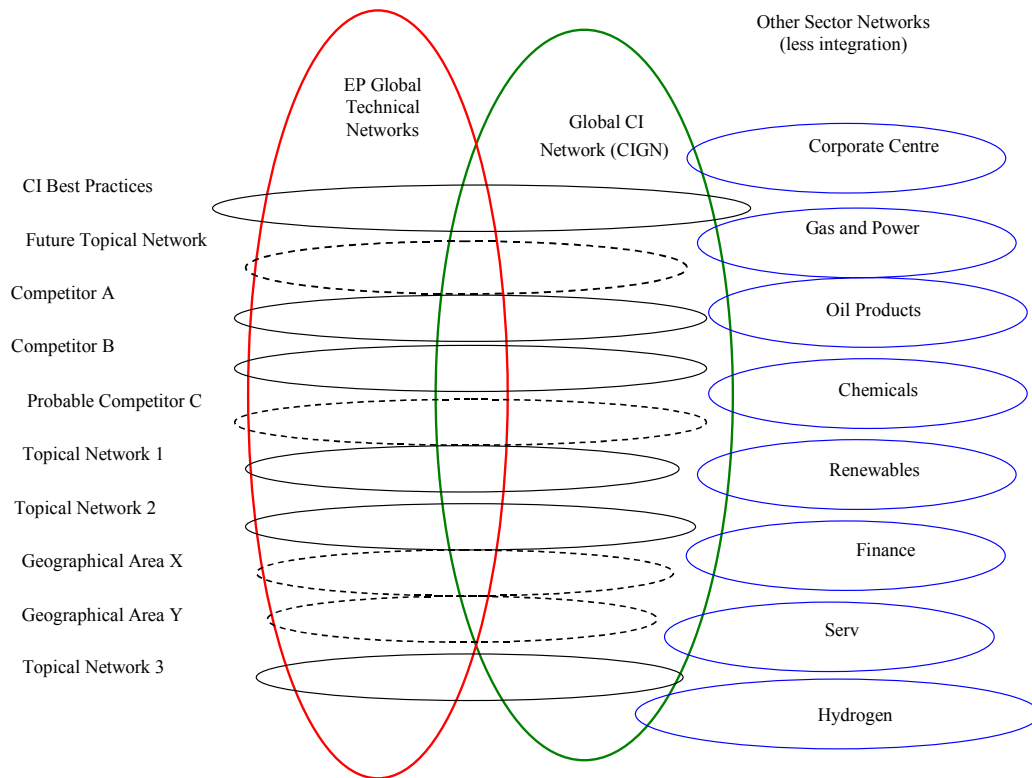 Other Sector Networks
(less integration)
EP Global
Technical
Networks
Global CI
Network (CIGN)
Corporate Centre
CI Best Practices
Gas and Power
Future Topical Network
Competitor A
Oil Products
Competitor B
Chemicals
Probable Competitor C
Topical Network 1
Renewables
Topical Network 2
Finance
Geographical Area X
Geographical Area Y
Serv
Topical Network 3
Hydrogen